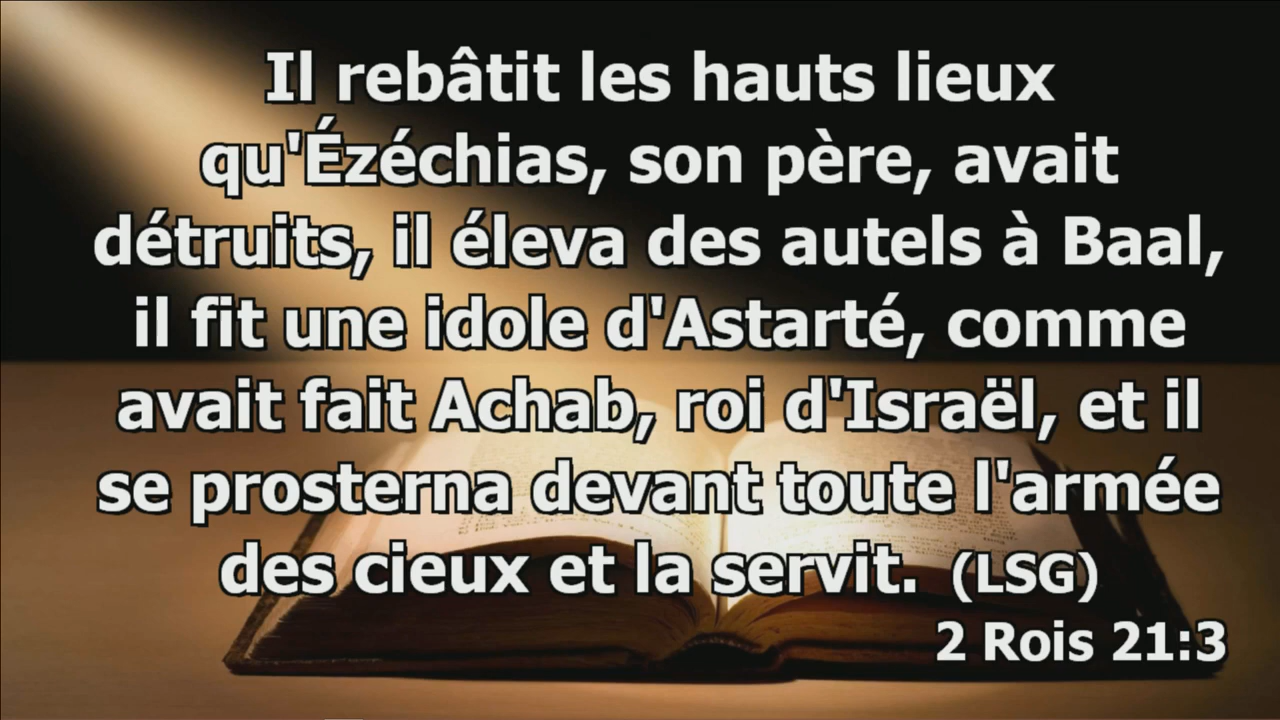 Il rebâtit les hauts lieux
qu'Ézéchias, son père, avait
détruits, il éleva des autels à Baal,
il fit une idole d'Astarté, comme
avait fait Achab, roi d'Israël, et il
se prosterna devant toute l'armée
des cieux et la servit. (LSG)
2 Rois 21:3